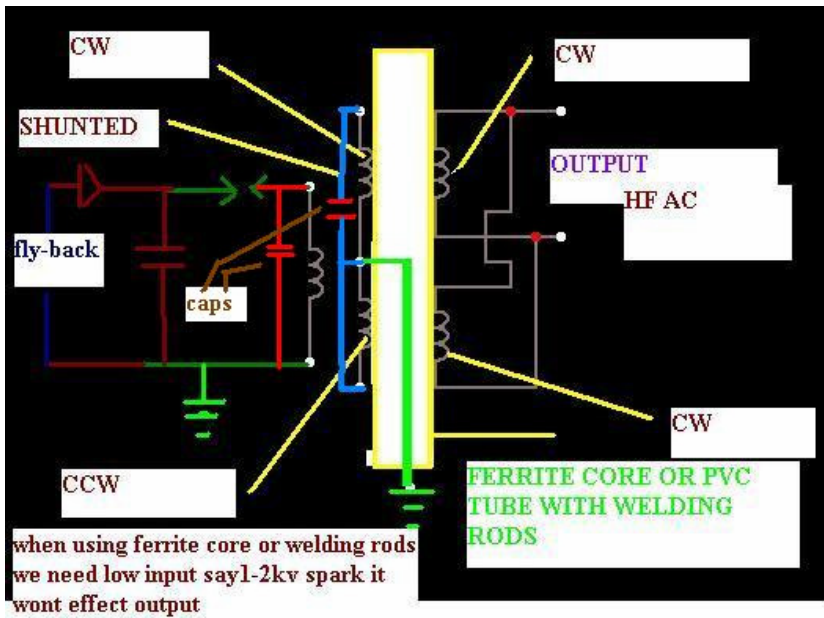 CW
CW
SHUNTED
OUTPUT
HF AC
fly-back
caps
CW
CCW
FERRITE CORE OR PVC
TUBE WITH WELDING
RODS
when using ferrite core or welding rods
we need low input say1-2kv spark it
wont effect output